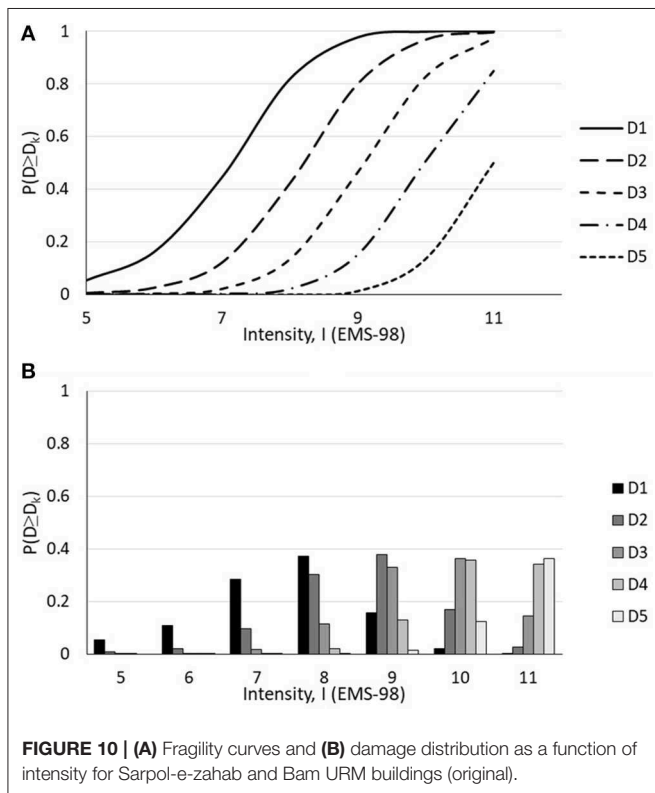 A
1
0.8
0.6
0.4
0.2
0
P(D≥Dk)
5 7 9 11
Intensity, I (EMS-98)
D1
D2
D3
D4
D5
B
1
0.8
0.6
0.4
0.2
0
P(D≥Dk)
5 6 7 8 9 10 11
Intensity, I (EMS-98)
D1
D2
D3
D4
D5
FIGURE 10 | (A) Fragility curves and (B) damage distribution as a function of
intensity for Sarpol-e-zahab and Bam URM buildings (original).